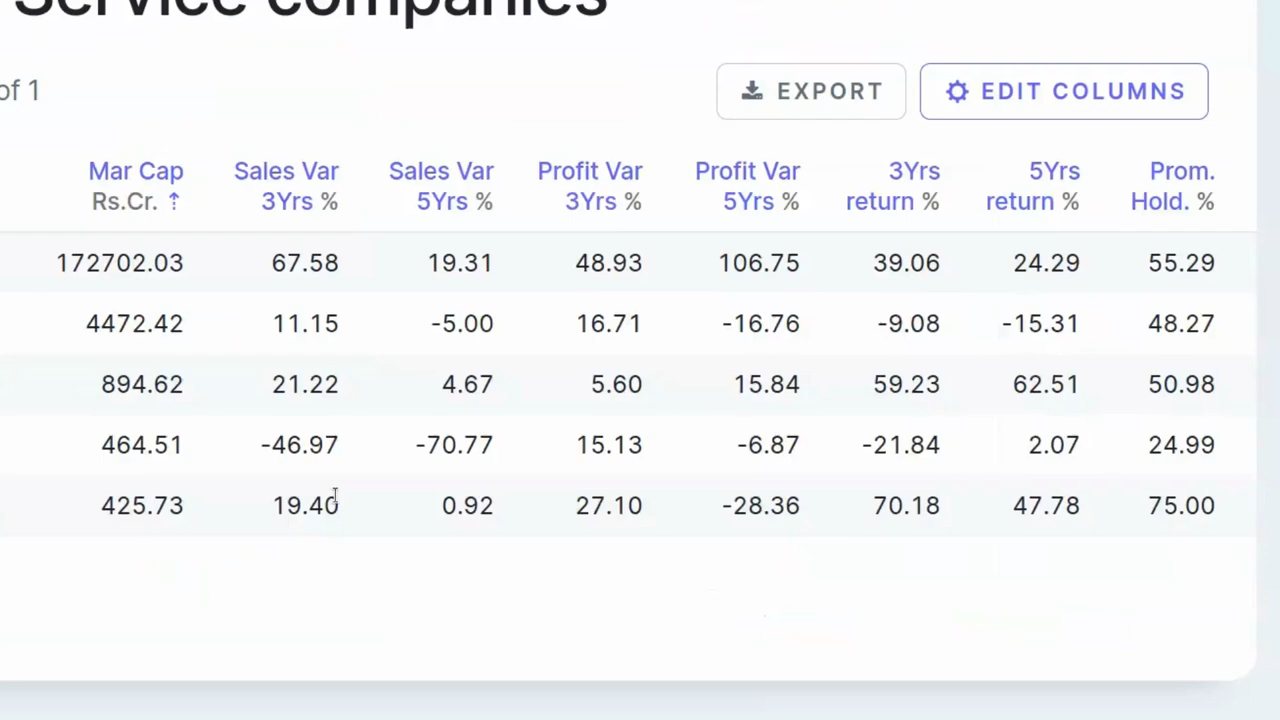 Service companies
of 1 EXPORT EDIT COLUMNS
Mar Cap Sales Var Sales Var Profit Var Profit Var 3Yrs 5Yrs Prom.
Rs.Cr. ⇡ 3Yrs % 5Yrs % 3Yrs % 5Yrs % return % return % Hold. %
172702.03 67.58 19.31 48.93 106.75 39.06 24.29 55.29
4472.42 11.15 -5.00 16.71 -16.76 -9.08 -15.31 48.27
894.62 21.22 4.67 5.60 15.84 59.23 62.51 50.98
464.51 -46.97 -70.77 15.13 -6.87 -21.84 2.07 24.99
425.73 19.40 0.92 27.10 -28.36 70.18 47.78 75.00